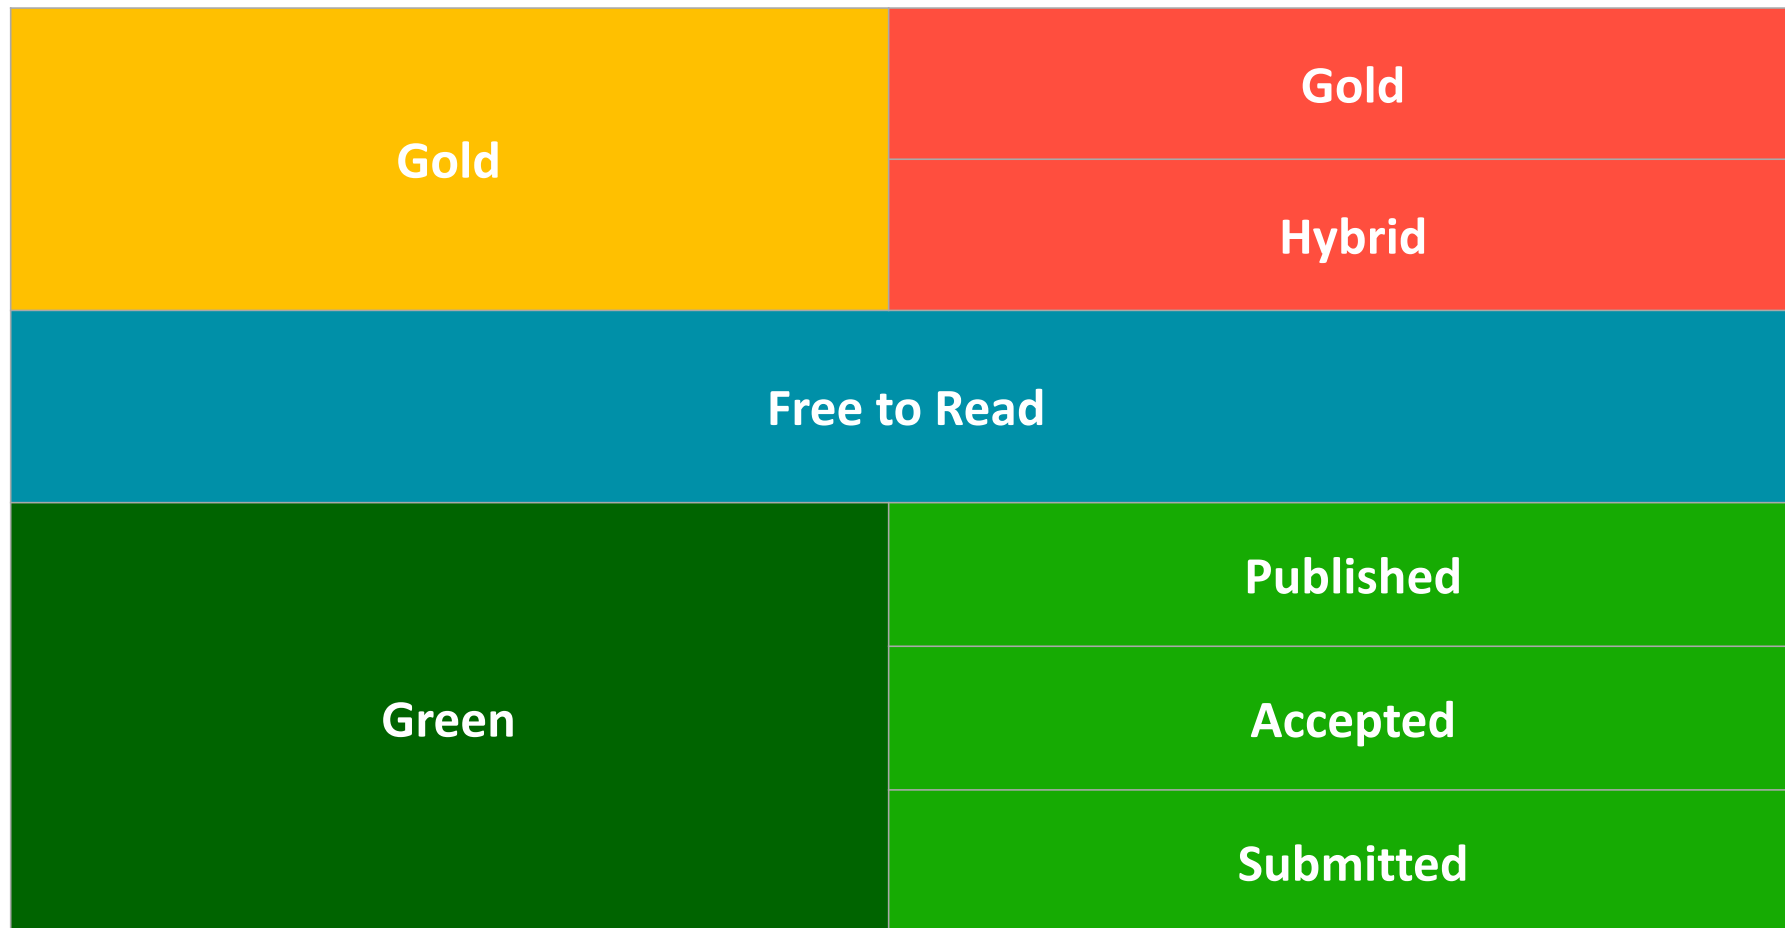 Gold
Gold
Hybrid
Free to Read
Green
Published
Accepted
Submitted